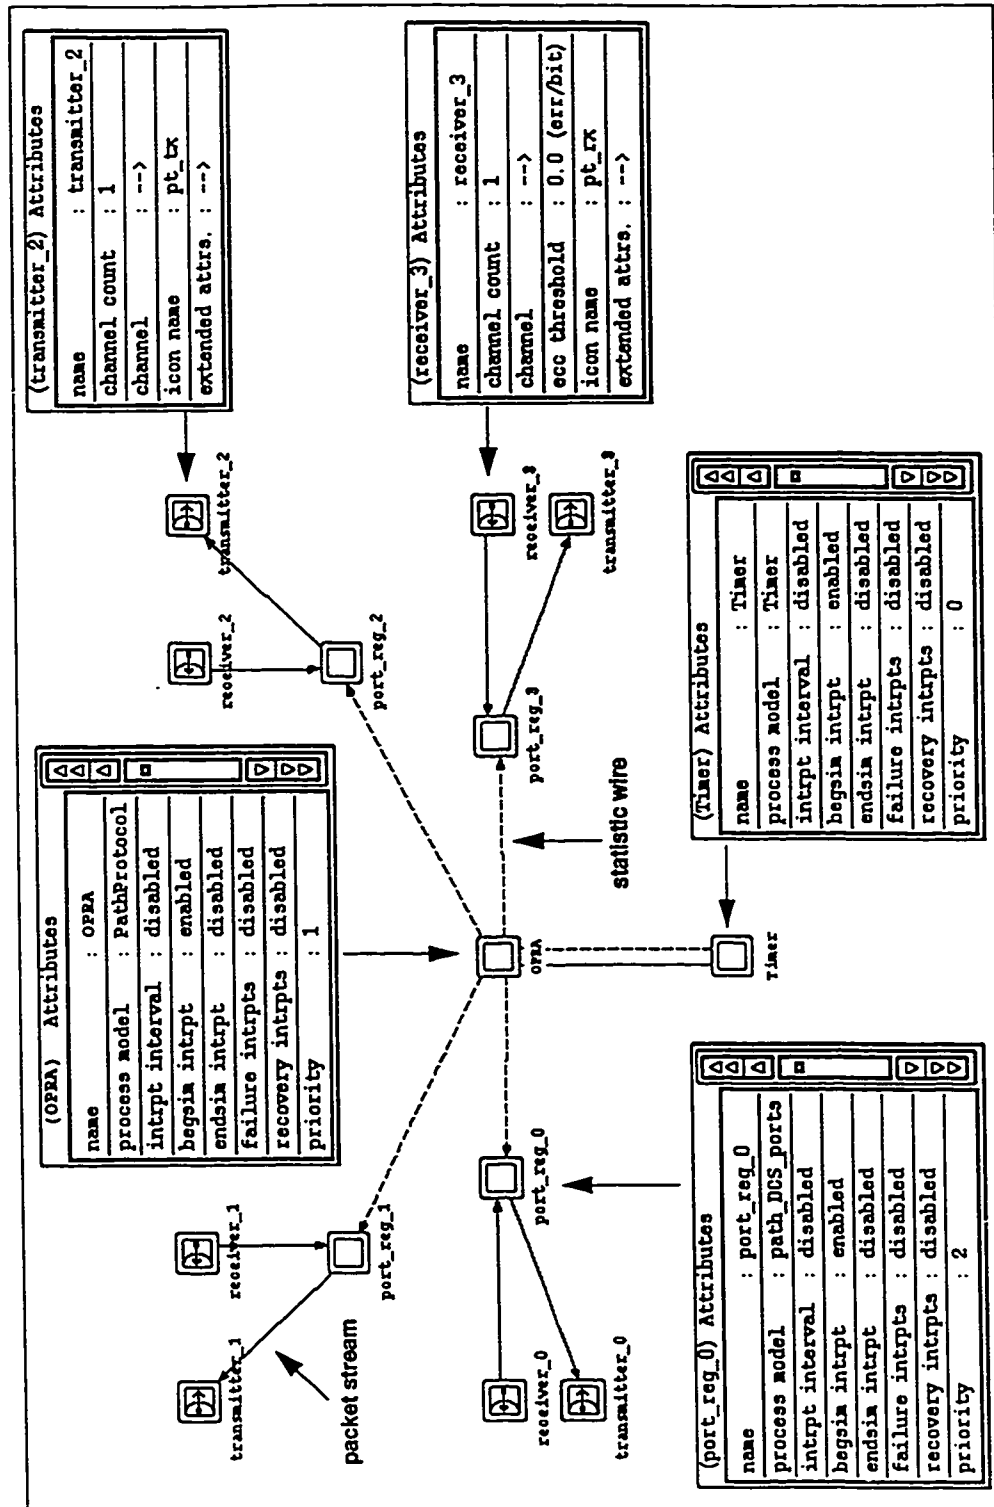 (transmitter_2) Attributes
name : transmitter_2
channel count : 1
channel : -->
icon name : pt_tx
extended attrs. : -->
(receiver_3) Attributes
name : receiver_3
channel count : 1
channel : -->
ecc threshold : 0.0 (err/bit)
icon name : pt_rx
extended attrs. : -->
(OPRA) Attributes
name : OPRA
process model : PathProtocol
intrpt interval : disabled
begsim intrpt : enabled
endsim intrpt : disabled
failure intrpts : disabled
recovery intrpts : disabled
priority : 1
(Timer) Attributes
name : Timer
process model : Timer
intrpt interval : disabled
begsim intrpt : enabled
endsim intrpt : disabled
failure intrpts : disabled
recovery intrpts : disabled
priority : 0
(port_reg_0) Attributes
name : port_reg_0
process model : path_DCS_ports
intrpt interval : disabled
begsim intrpt : enabled
endsim intrpt : disabled
failure intrpts : disabled
recovery intrpts : disabled
priority : 2
transmitter_1
receiver_1
port_reg_1
packet stream
receiver_2
transmitter_2
port_reg_2
receiver_0
transmitter_0
port_reg_0
OPRA
statistic wire
port_reg_3
receiver_3
transmitter_3
Timer